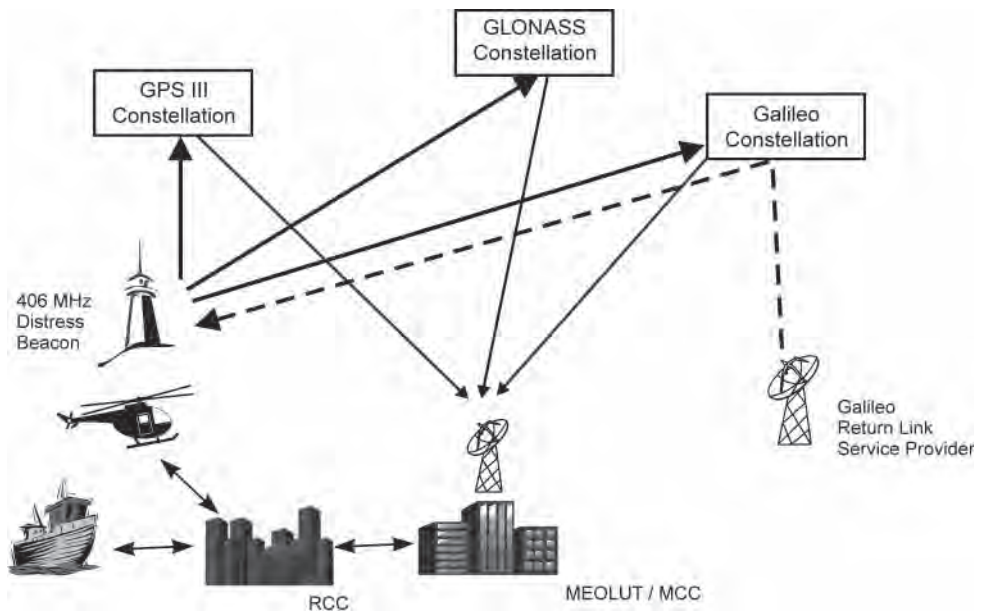 GLONASS
Constellation
GPS III
Constellation
Galileo
Constellation
406 MHz
Distress
Beacon
Galileo
Return Link
Service Provider
RCC
MEOLUT / MCC